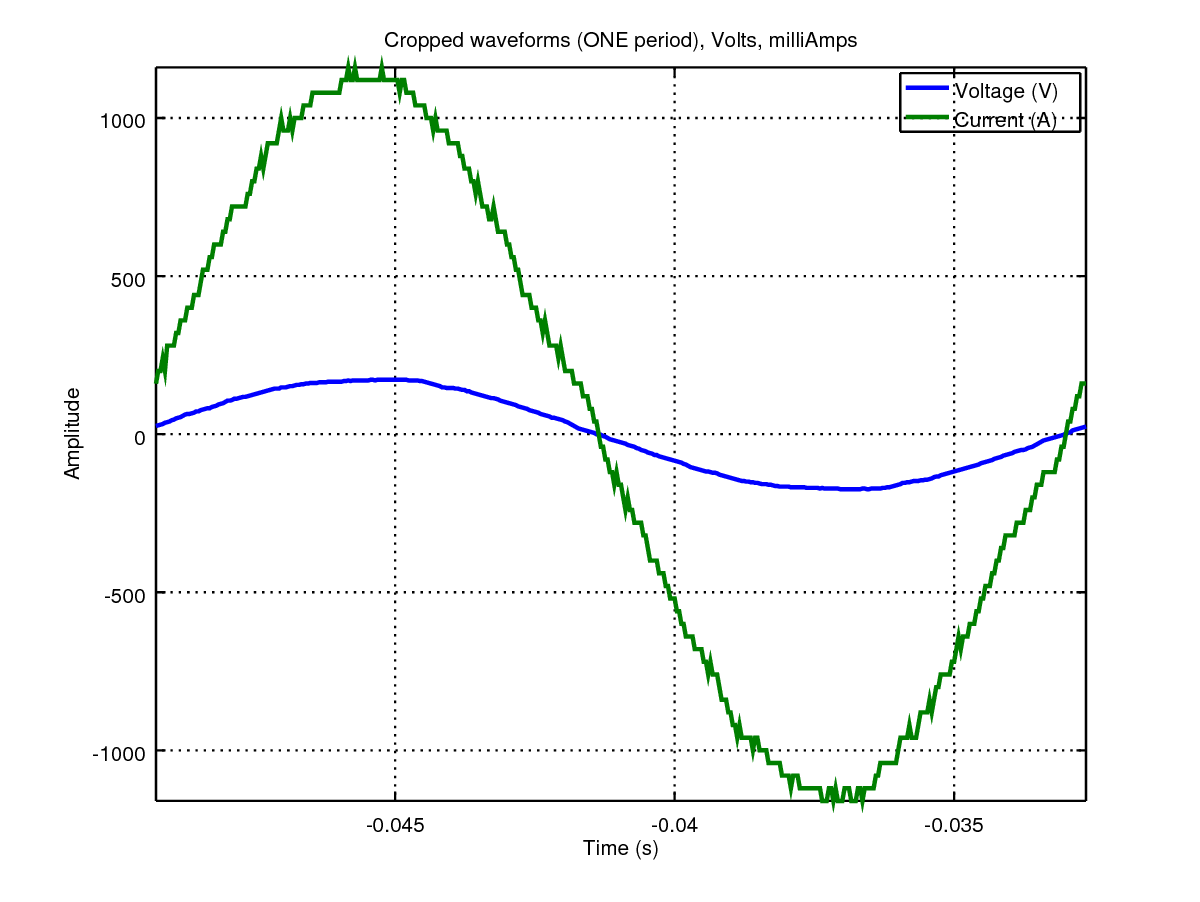 Cropped waveforms (ONE period), Volts, milliAmps
Voltage (V)
Current (A)
1000
500
0
-500
-1000
Amplitude
-0.045
-0.04
-0.035
Time (s)